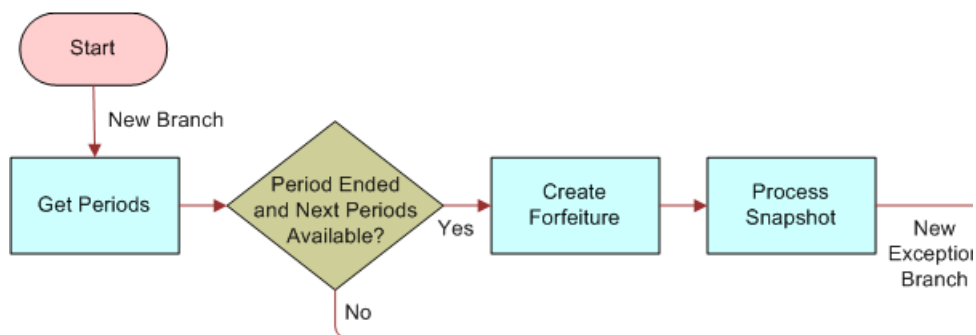 Start
New Branch
Get Periods
Period Ended
and Next Periods
Available?
Yes
No
Create
Forfeiture
Process
Snapshot
New
Exception
Branch